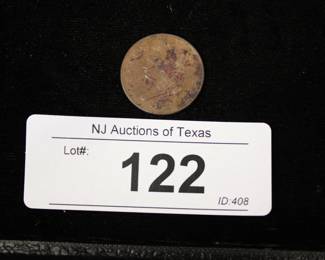 NJ Auctions of Texas
Lot#:
122
ID:408